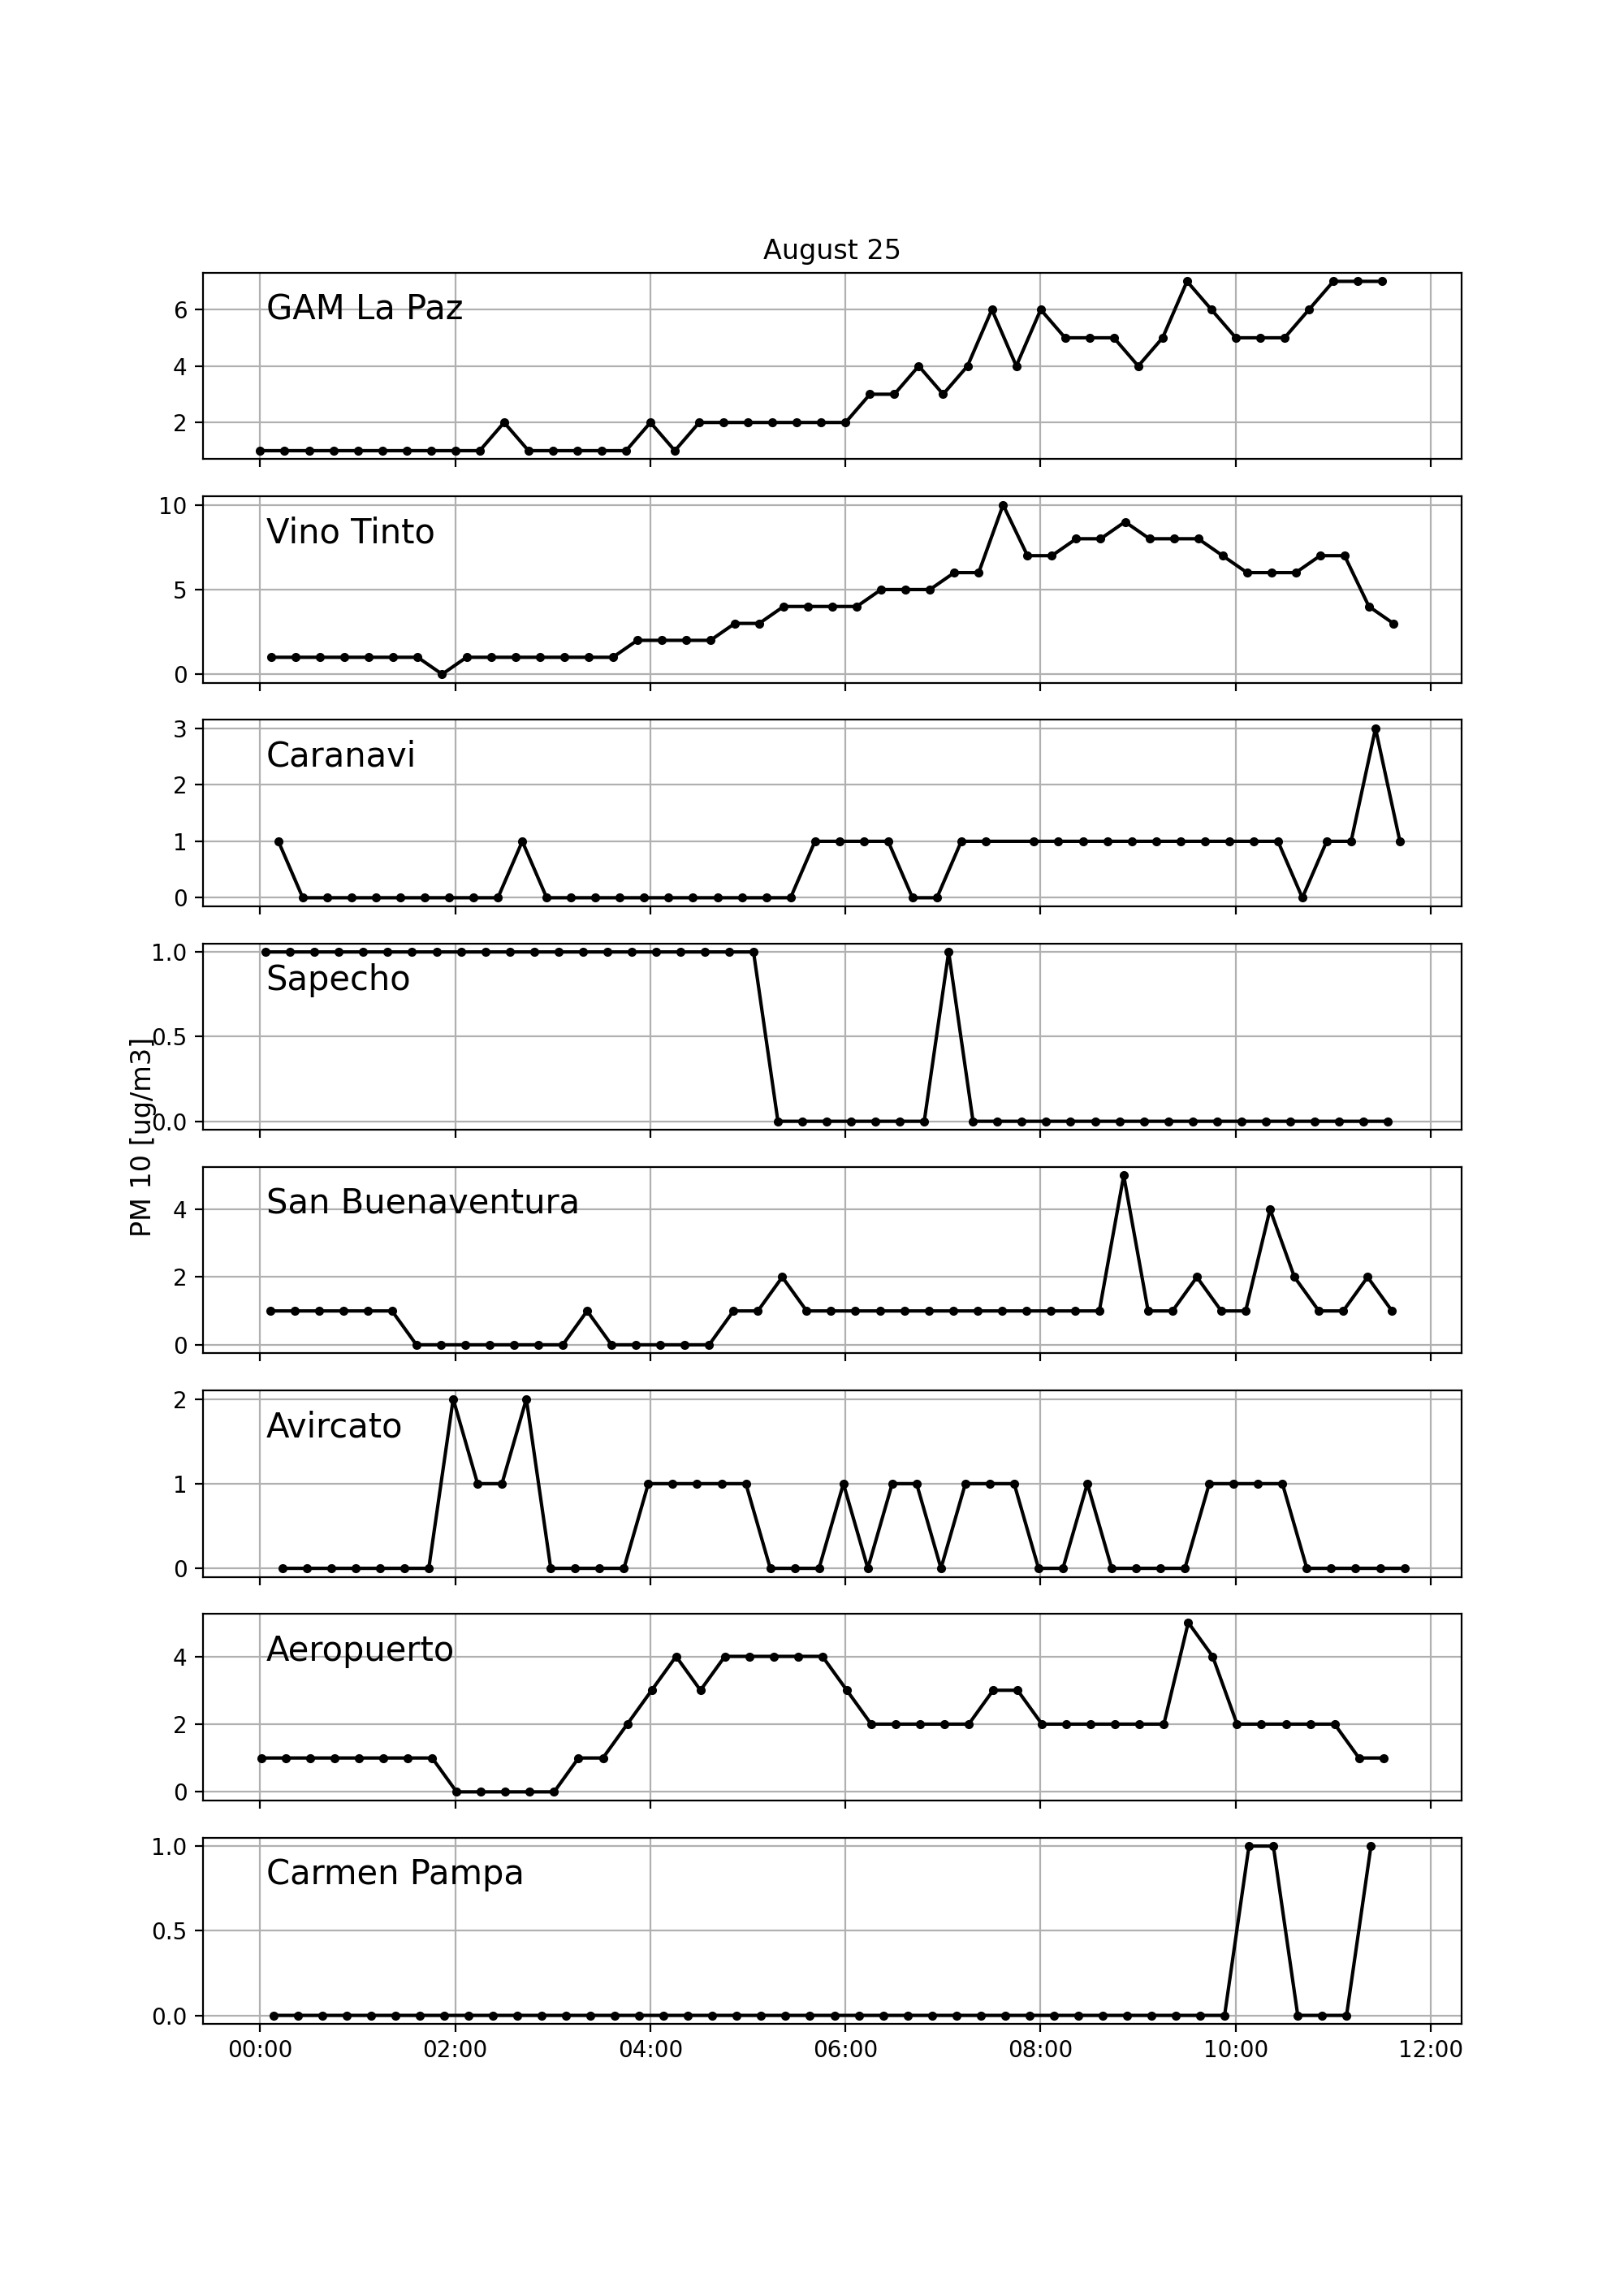 August 25
GAM La Paz
6
4
2
Vino Tinto
10
5
0
Caranavi
3
2
1
0
Sapecho
1.0
0.5
0.0
PM 10 [ug/m3]
San Buenaventura
4
2
0
Avircato
2
1
0
Aeropuerto
4
2
0
Carmen Pampa
1.0
0.5
0.0
00:00 02:00 04:00 06:00 08:00 10:00 12:00